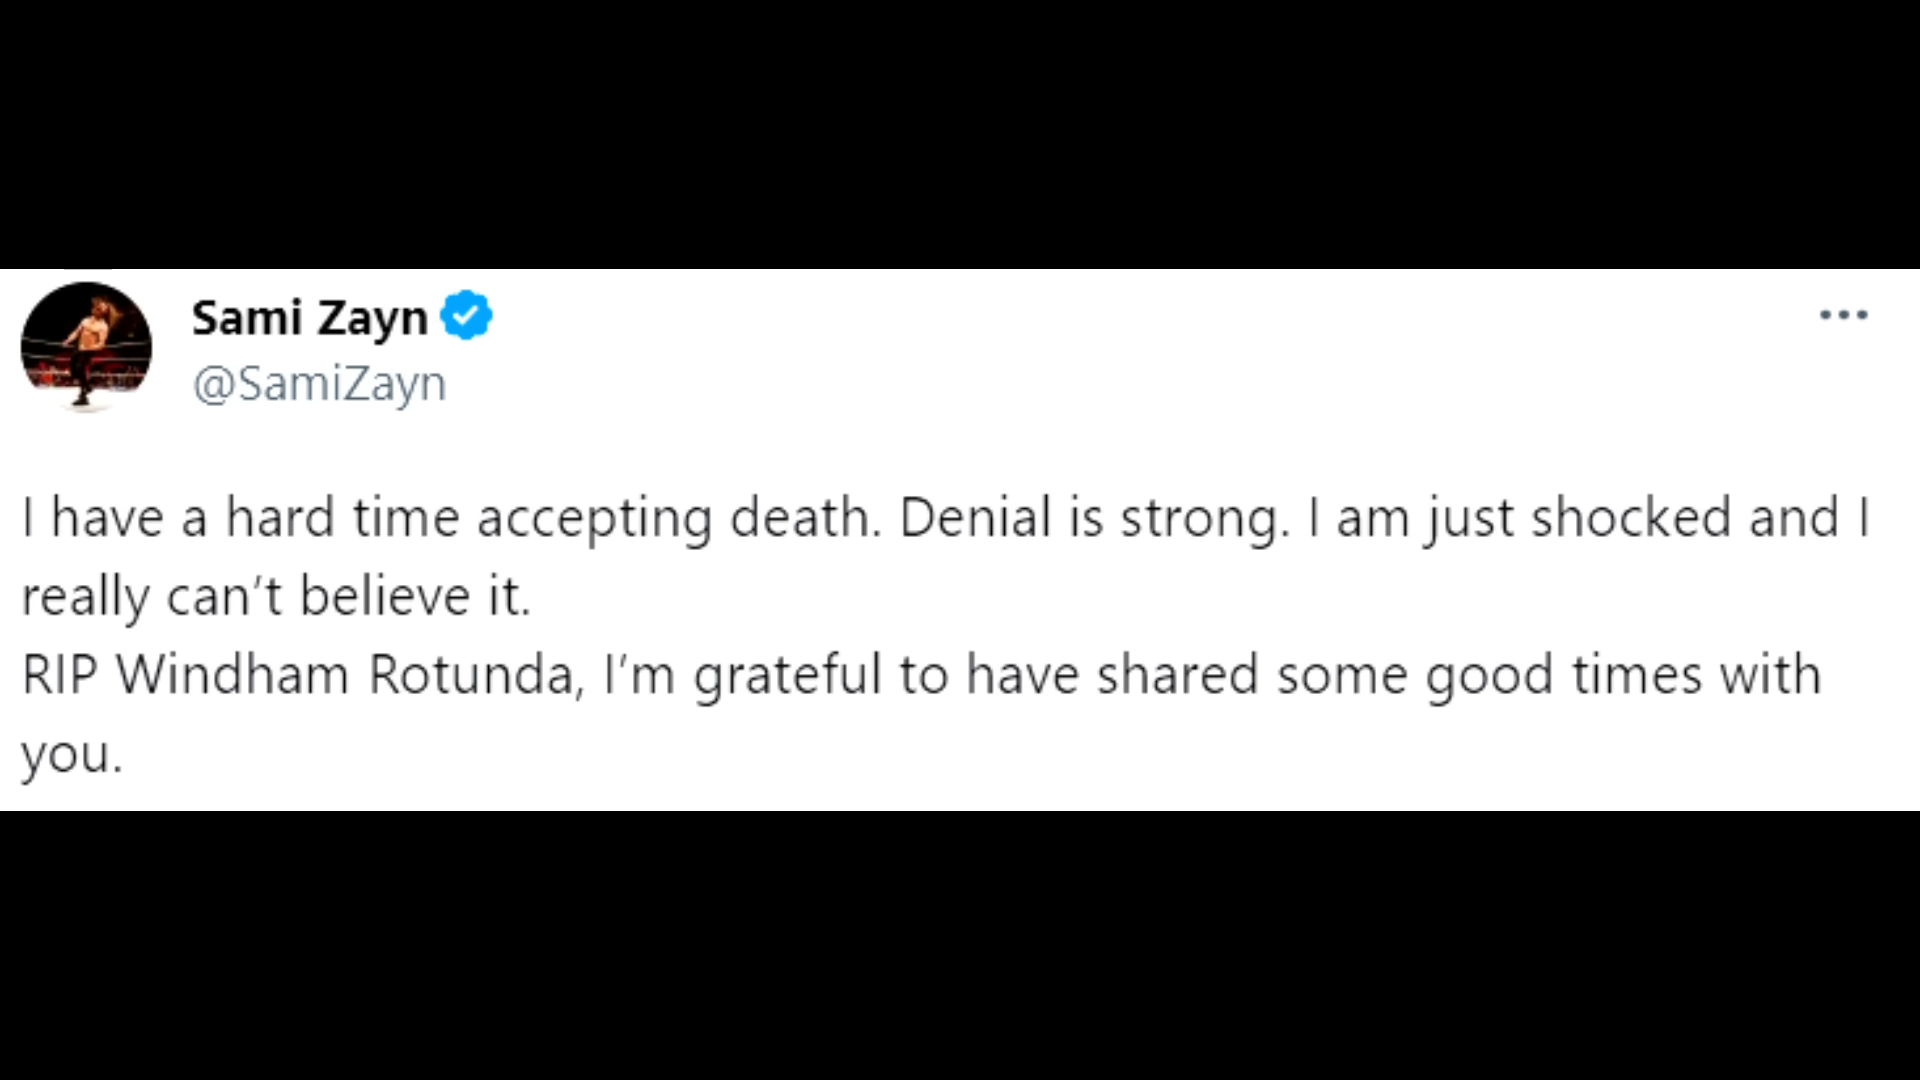 Sami Zayn
@SamiZayn
I have a hard time accepting death. Denial is strong. I am just shocked and I
really can’t believe it.
RIP Windham Rotunda, I’m grateful to have shared some good times with
you.